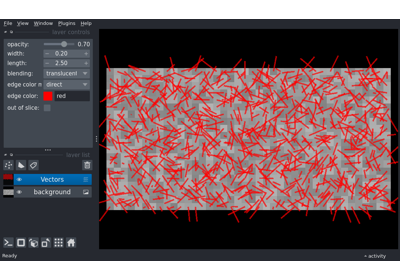 File View Window Plugins Help
layer controls
opacity: 0.70
width: 0.20
length: 2.50
blending: translucent
edge color m direct
edge color: red
out of slice:
layer list
Vectors
background
Ready
activity